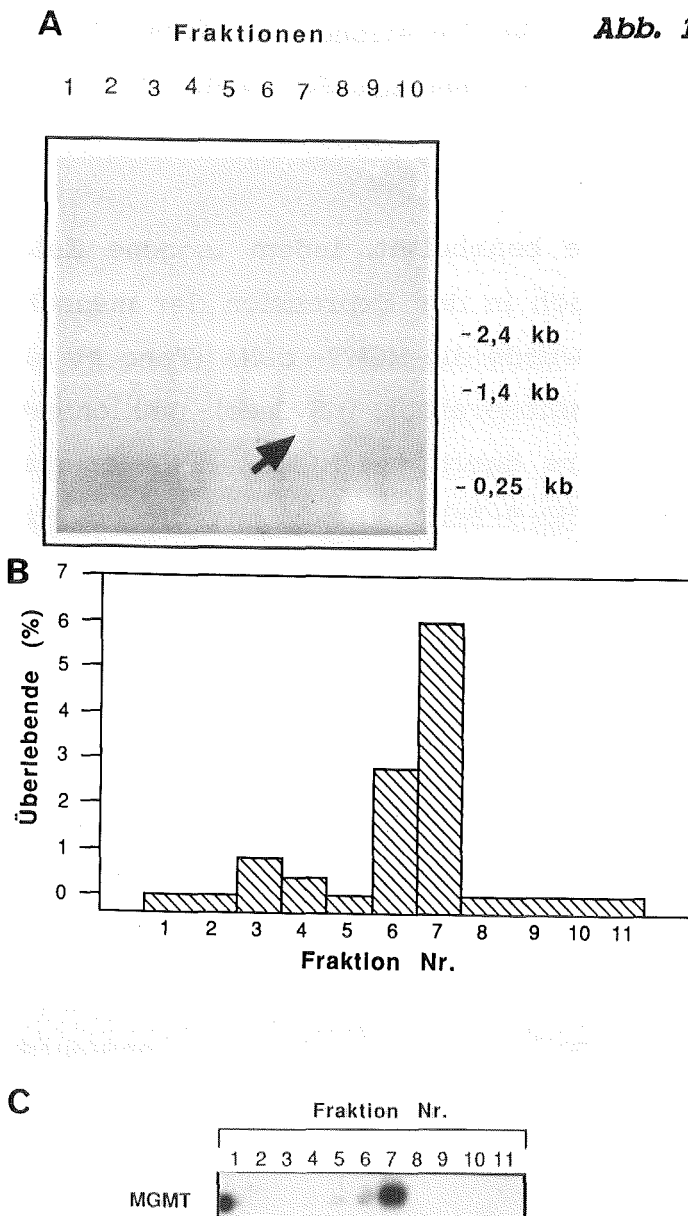 A Fraktionen Abb. 1
1 2 3 4 5 6 7 8 9 10
-2,4 kb
-1,4 kb
-0,25 kb
B
Überlebende (%)
7
6
5
4
3
2
1
0
1 2 3 4 5 6 7 8 9 10 11
Fraktion Nr.
C
Fraktion Nr.
1 2 3 4 5 6 7 8 9 10 11
MGMT